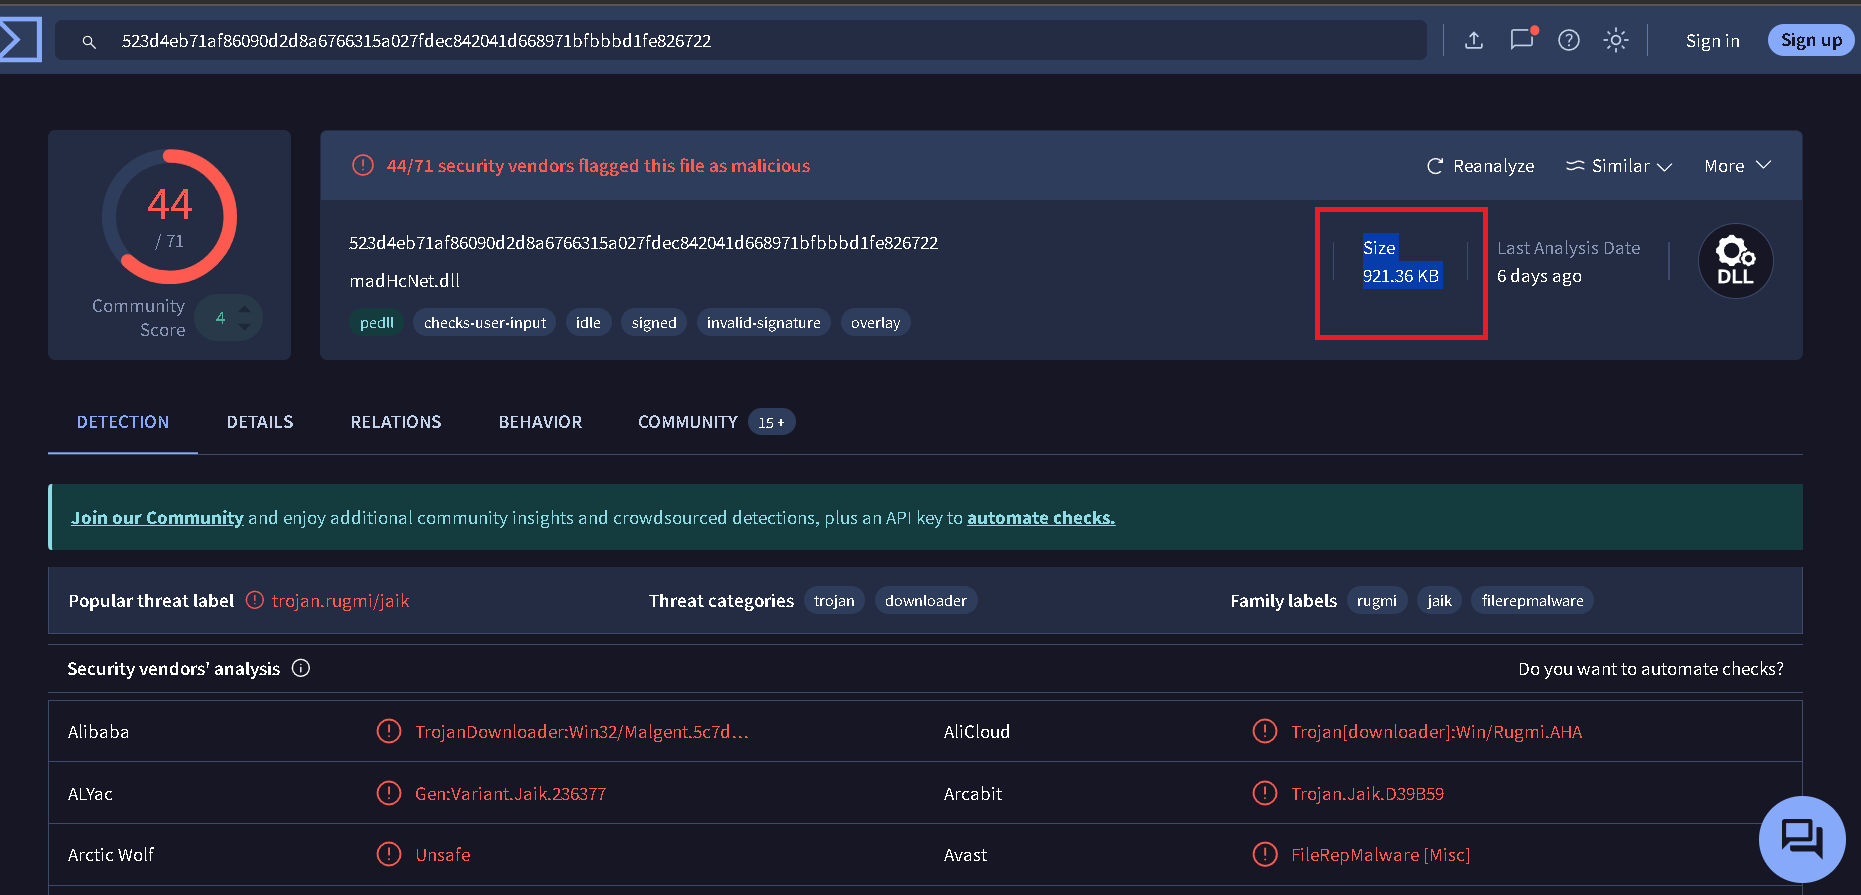 523d4eb71af86090d2d8a6766315a027fdec842041d668971bfbbbd1fe826722
Sign in
Sign up
44
/ 71
Community
Score
4
44/71 security vendors flagged this file as malicious
Reanalyze
Similar
More
523d4eb71af86090d2d8a6766315a027fdec842041d668971bfbbbd1fe826722
madHcNet.dll
pedll checks-user-input idle signed invalid-signature overlay
Size
921.36 KB
Last Analysis Date
6 days ago
DLL
DETECTION DETAILS RELATIONS BEHAVIOR COMMUNITY 15+
Join our Community and enjoy additional community insights and crowdsourced detections, plus an API key to automate checks.
Popular threat label trojan.rugmi/jaik
Threat categories trojan downloader
Family labels rugmi jaik filerepmalware
Security vendors' analysis
Do you want to automate checks?
Alibaba TrojanDownloader:Win32/Malgent.5c7d... AliCloud Trojan[downloader]:Win/Rugmi.AHA
ALYac Gen:Variant.Jaik.236377 Arcabit Trojan.Jaik.D39B59
Arctic Wolf Unsafe Avast FileRepMalware [Misc]